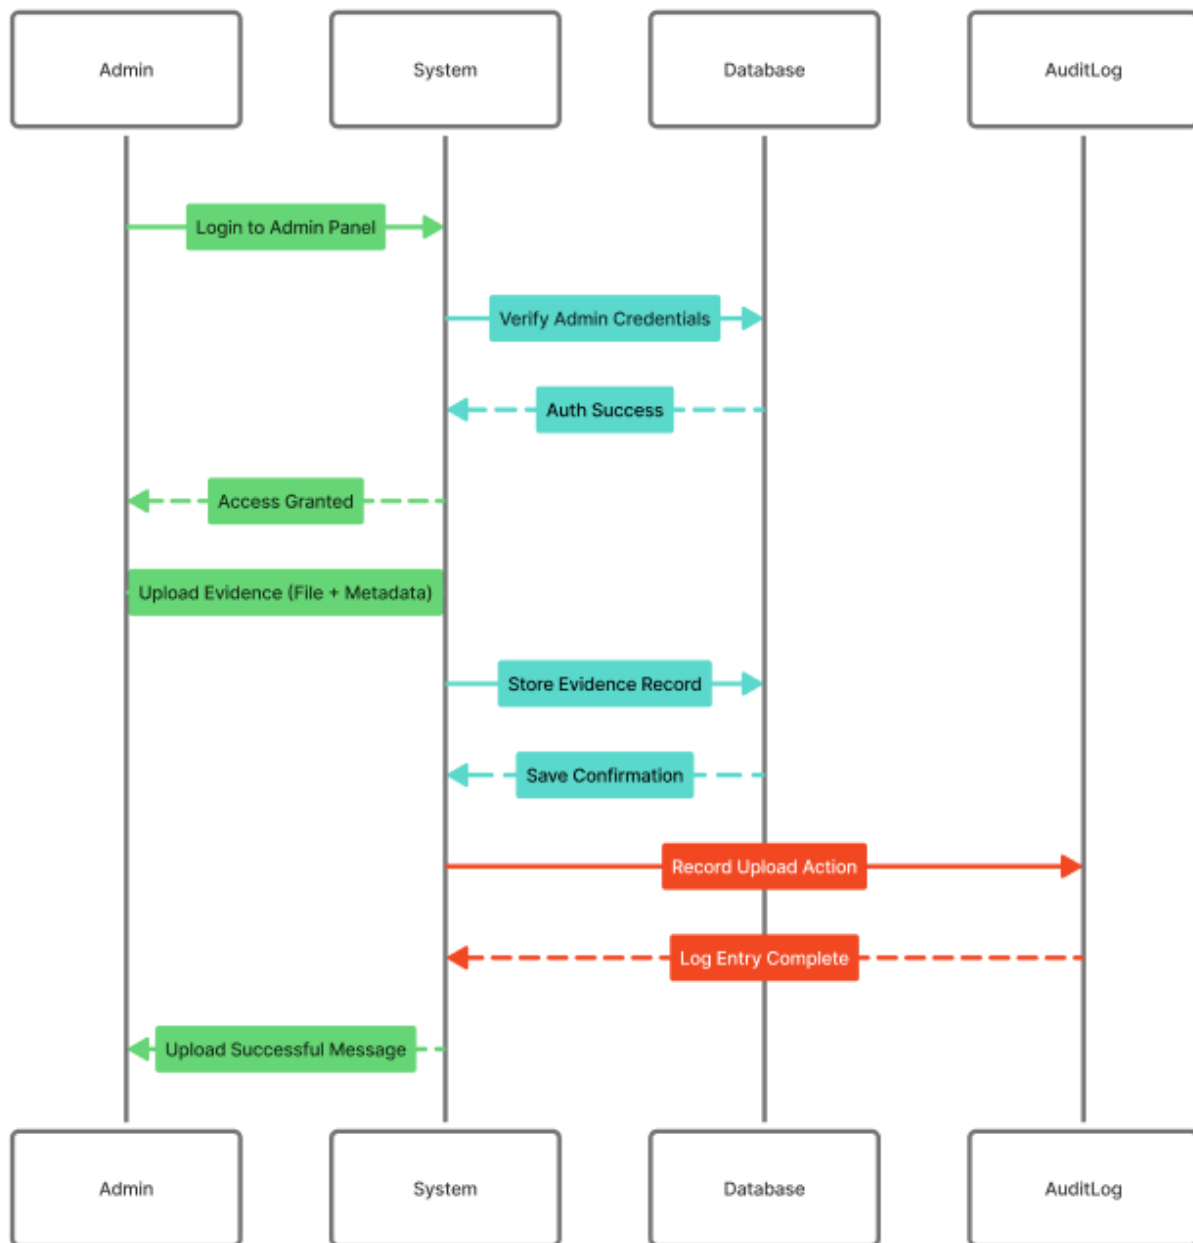 Admin
System
Database
AuditLog
Login to Admin Panel
Verify Admin Credentials
Auth Success
Access Granted
Upload Evidence (File + Metadata)
Store Evidence Record
Save Confirmation
Record Upload Action
Log Entry Complete
Upload Successful Message
Admin
System
Database
AuditLog